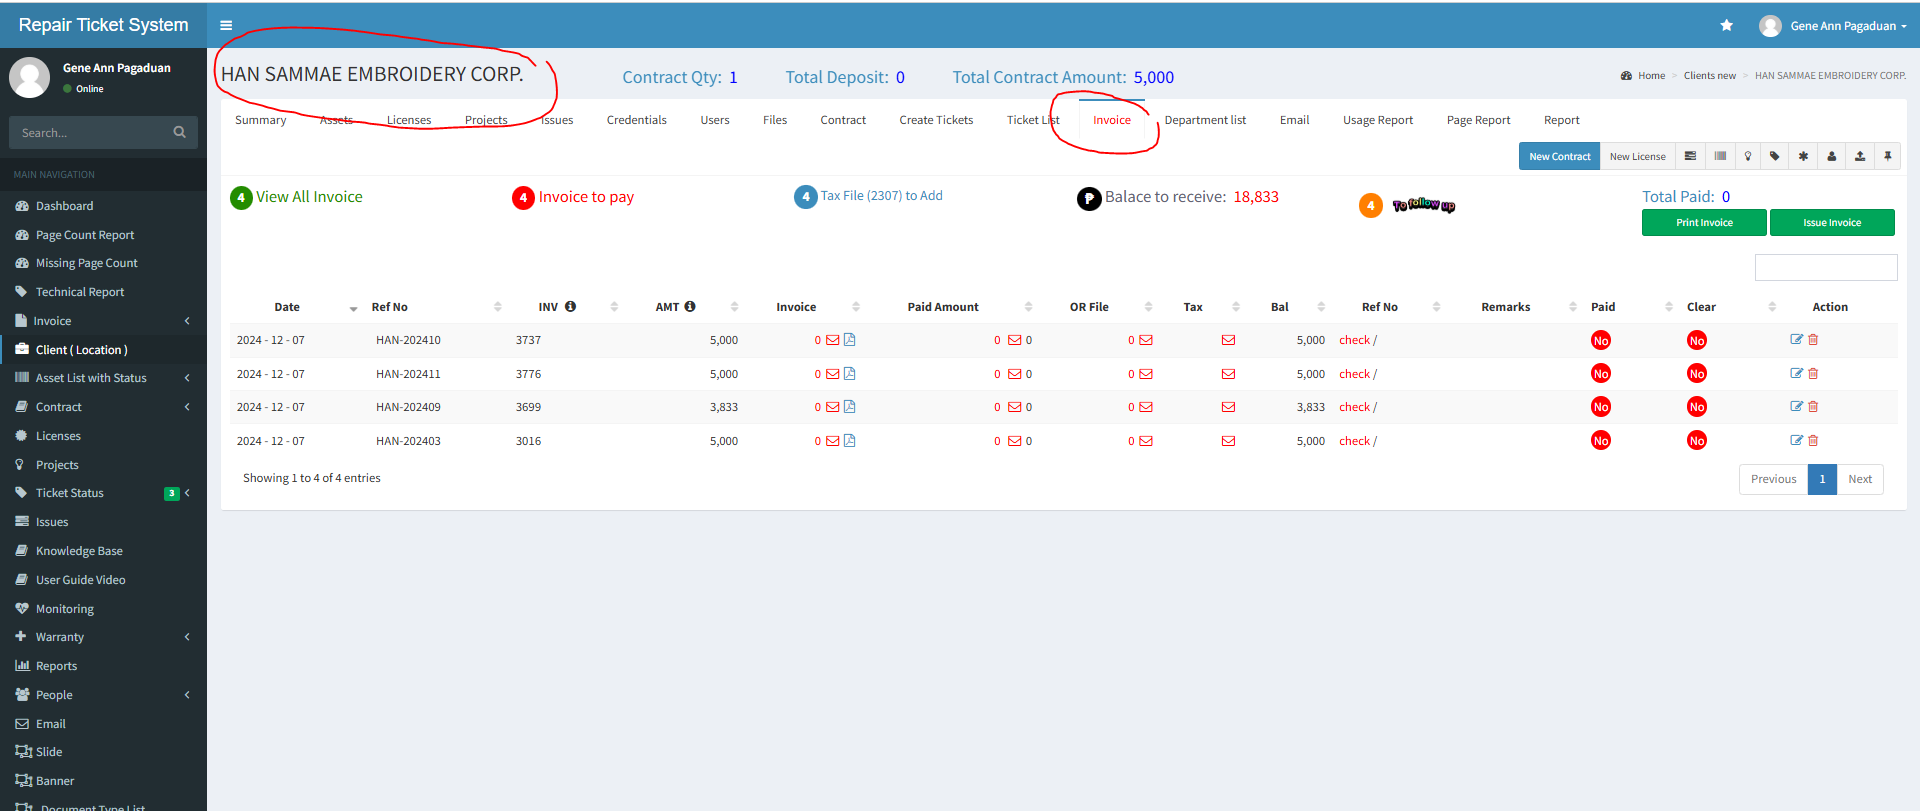 Repair Ticket System
Gene Ann Pagaduan
Gene Ann Pagaduan
Online
Search...
MAIN NAVIGATION
Dashboard
Page Count Report
Missing Page Count
Technical Report
Invoice
Client ( Location )
Asset List with Status
Contract
Licenses
Projects
Ticket Status 3
Issues
Knowledge Base
User Guide Video
Monitoring
Warranty
Reports
People
Email
Slide
Banner
Document Type List
HAN SAMMAE EMBROIDERY CORP.
Contract Qty: 1 Total Deposit: 0 Total Contract Amount: 5,000
Home > Clients new > HAN SAMMAE EMBROIDERY CORP.
Summary Assets Licenses Projects Issues Credentials Users Files Contract Create Tickets Ticket List Invoice Department list Email Usage Report Page Report Report
New Contract New License
4 View All Invoice 4 Invoice to pay 4 Tax File (2307) to Add ₱ Balace to receive: 18,833 4 To follow up Total Paid: 0
Print Invoice Issue Invoice
Date Ref No INV AMT Invoice Paid Amount OR File Tax Bal Ref No Remarks Paid Clear Action
2024 - 12 - 07 HAN-202410 3737 5,000 0 0 0 0 5,000 check / No No
2024 - 12 - 07 HAN-202411 3776 5,000 0 0 0 0 5,000 check / No No
2024 - 12 - 07 HAN-202409 3699 3,833 0 0 0 0 3,833 check / No No
2024 - 12 - 07 HAN-202403 3016 5,000 0 0 0 0 5,000 check / No No
Showing 1 to 4 of 4 entries
Previous 1 Next